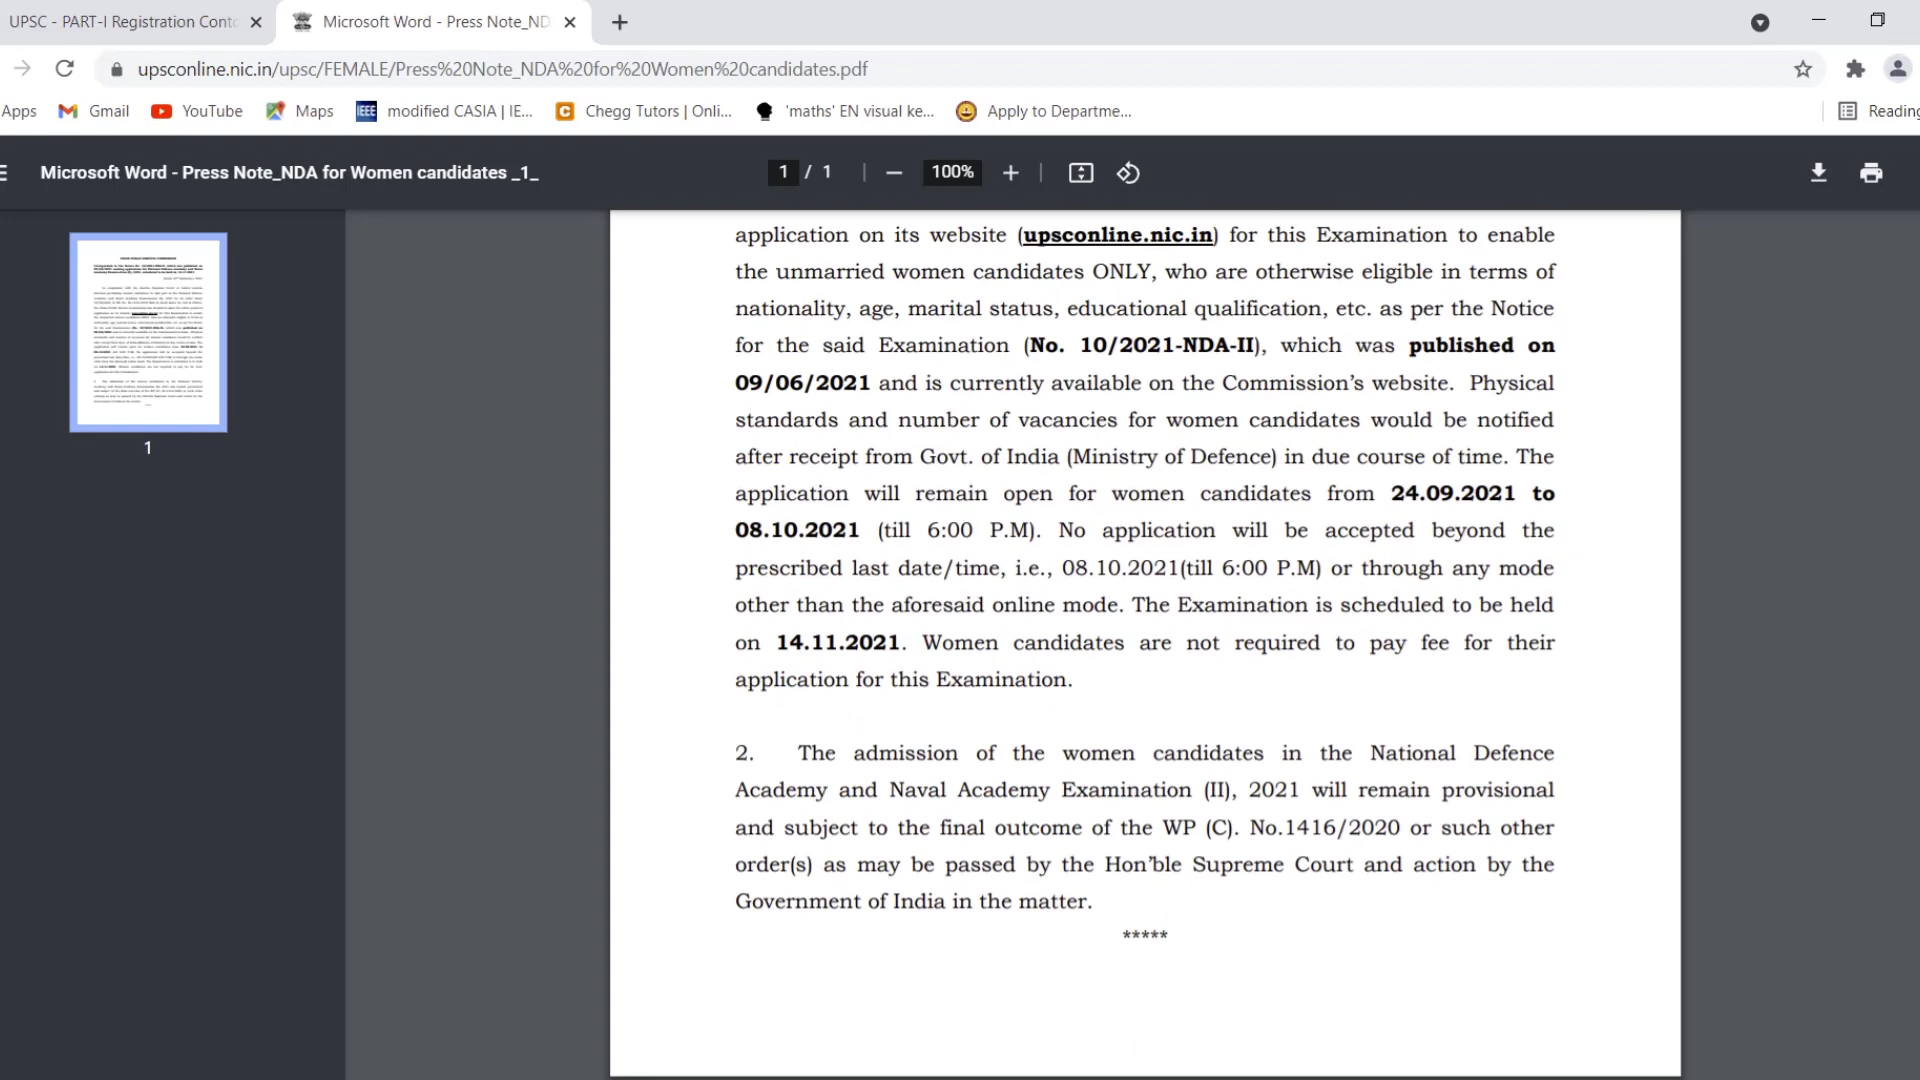 UPSC - PART-I Registration Cont
Microsoft Word - Press Note_ND
upsconline.nic.in/upsc/FEMALE/Press%20Note_NDA%20for%20Women%20candidates.pdf
Apps Gmail YouTube Maps IEEE modified CASIA | IE... C Chegg Tutors | Onli... 'maths' EN visual ke... Apply to Departme... Reading
Microsoft Word - Press Note_NDA for Women candidates _1_ 1 / 1 100%
1
application on its website (upsconline.nic.in) for this Examination to enable
the unmarried women candidates ONLY, who are otherwise eligible in terms of
nationality, age, marital status, educational qualification, etc. as per the Notice
for the said Examination (No. 10/2021-NDA-II), which was published on
09/06/2021 and is currently available on the Commission's website. Physical
standards and number of vacancies for women candidates would be notified
after receipt from Govt. of India (Ministry of Defence) in due course of time. The
application will remain open for women candidates from 24.09.2021 to
08.10.2021 (till 6:00 P.M). No application will be accepted beyond the
prescribed last date/time, i.e., 08.10.2021(till 6:00 P.M) or through any mode
other than the aforesaid online mode. The Examination is scheduled to be held
on 14.11.2021. Women candidates are not required to pay fee for their
application for this Examination.
2. The admission of the women candidates in the National Defence
Academy and Naval Academy Examination (II), 2021 will remain provisional
and subject to the final outcome of the WP (C). No.1416/2020 or such other
order(s) as may be passed by the Hon'ble Supreme Court and action by the
Government of India in the matter.
*****